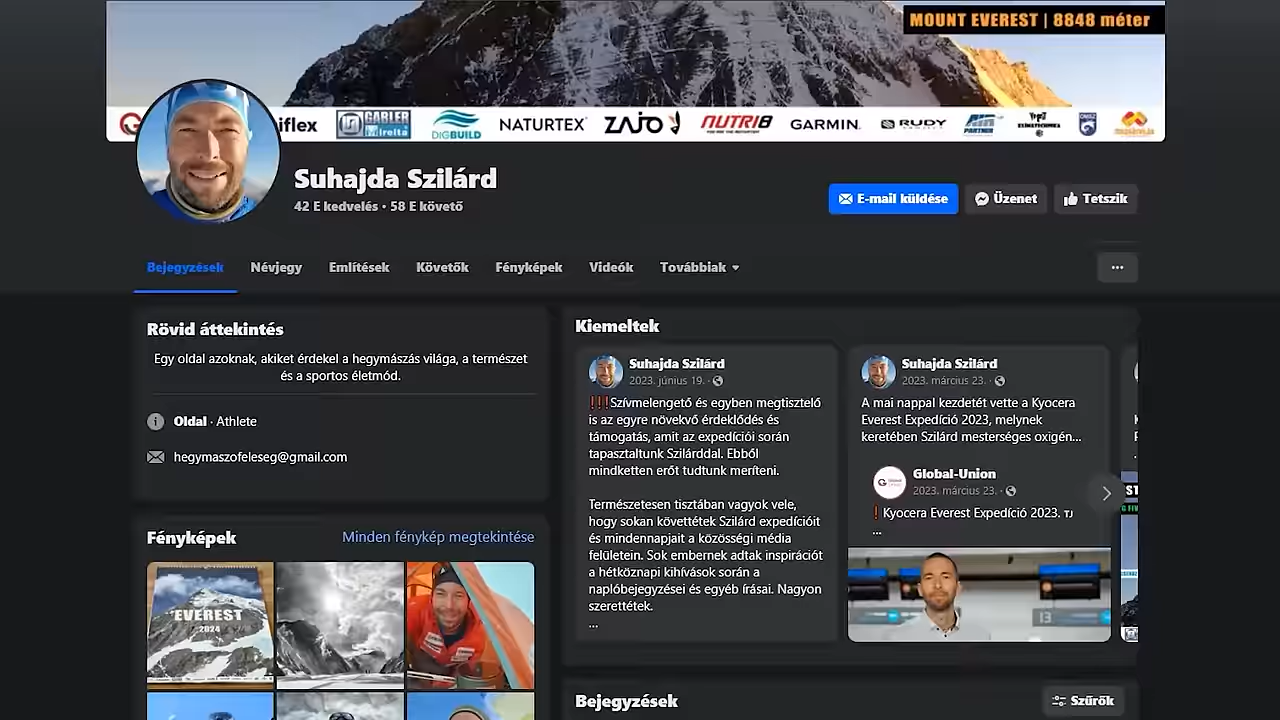 MOUNT EVEREST | 8848 méter
iflex
GABLER
Mirelta
DIGBUILD
NATURTEX
ZAJO
NUTRI8
GARMIN.
RUDY
PARTNER
KLÍMATECHNIKA
Suhajda Szilárd
42 E kedvelés • 58 E követő
E-mail küldése
Üzenet
Tetszik
Bejegyzések
Névjegy
Említések
Követők
Fényképek
Videók
Továbbiak
Rövid áttekintés
Egy oldal azoknak, akiket érdekel a hegymászás világa, a természet
és a sportos életmód.
Oldal · Athlete
hegymaszofeleseg@gmail.com
Fényképek
Minden fénykép megtekintése
EVEREST
2024
Kiemeltek
Suhajda Szilárd
2023. június 19. ·
❗❗❗Szívmelengető és egyben megtisztelő
is az egyre növekvő érdeklődés és
támogatás, amit az expedíciói során
tapasztaltunk Szilárddal. Ebből
mindketten erőt tudtunk meríteni.
Természetesen tisztában vagyok vele,
hogy sokan követtétek Szilárd expedícióit
és mindennapjait a közösségi média
felületein. Sok embernek adtak inspirációt
a hétköznapi kihívások során a
naplóbejegyzései és egyéb írásai. Nagyon
szerettétek.
...
Suhajda Szilárd
2023. március 23. ·
A mai nappal kezdetét vette a Kyocera
Everest Expedíció 2023, melynek
keretében Szilárd mesterséges oxigén...
Global-Union
2023. március 23. ·
❗Kyocera Everest Expedíció 2023.
...
13
Bejegyzések
Szűrők